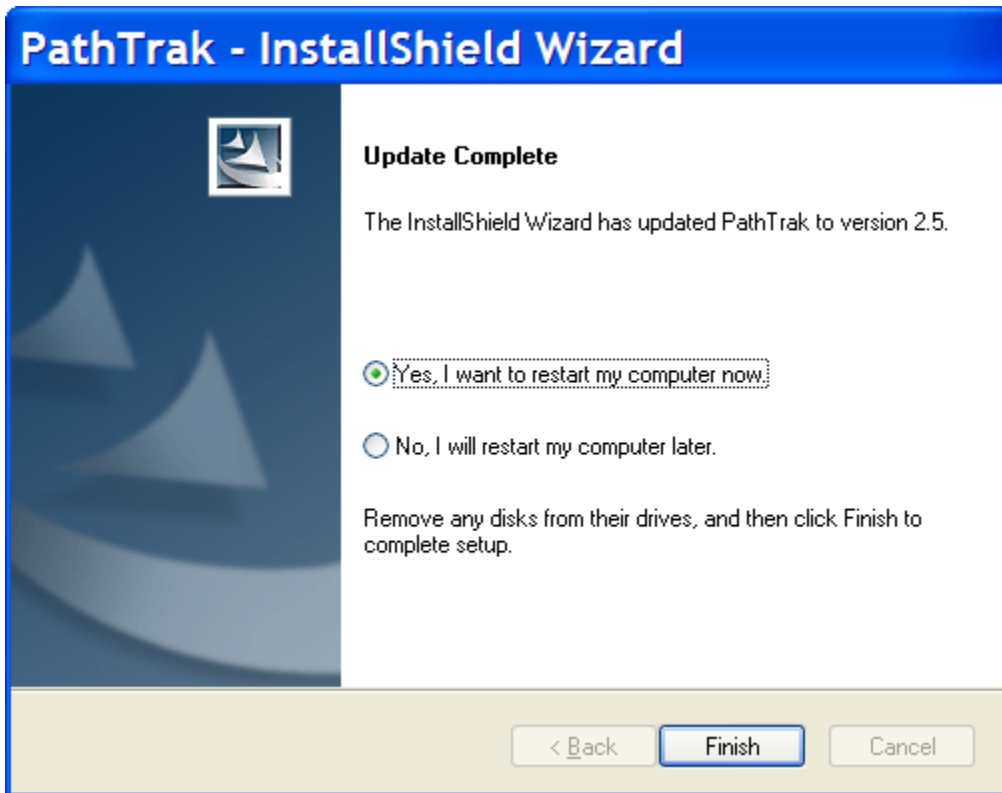 PathTrak - InstallShield Wizard
Update Complete
The InstallShield Wizard has updated PathTrak to version 2.5.
Yes, I want to restart my computer now.
No, I will restart my computer later.
Remove any disks from their drives, and then click Finish to
complete setup.
< Back
Finish
Cancel